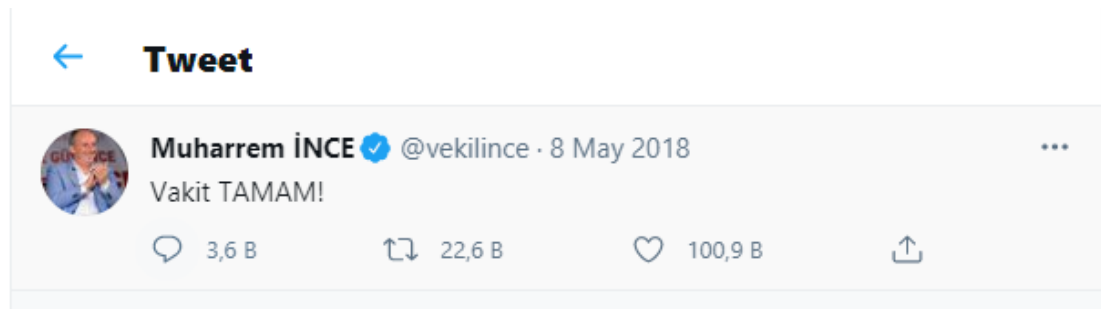 Tweet
Muharrem İNCE @vekilince · 8 May 2018
Vakit TAMAM!
3,6 B 22,6 B 100,9 B